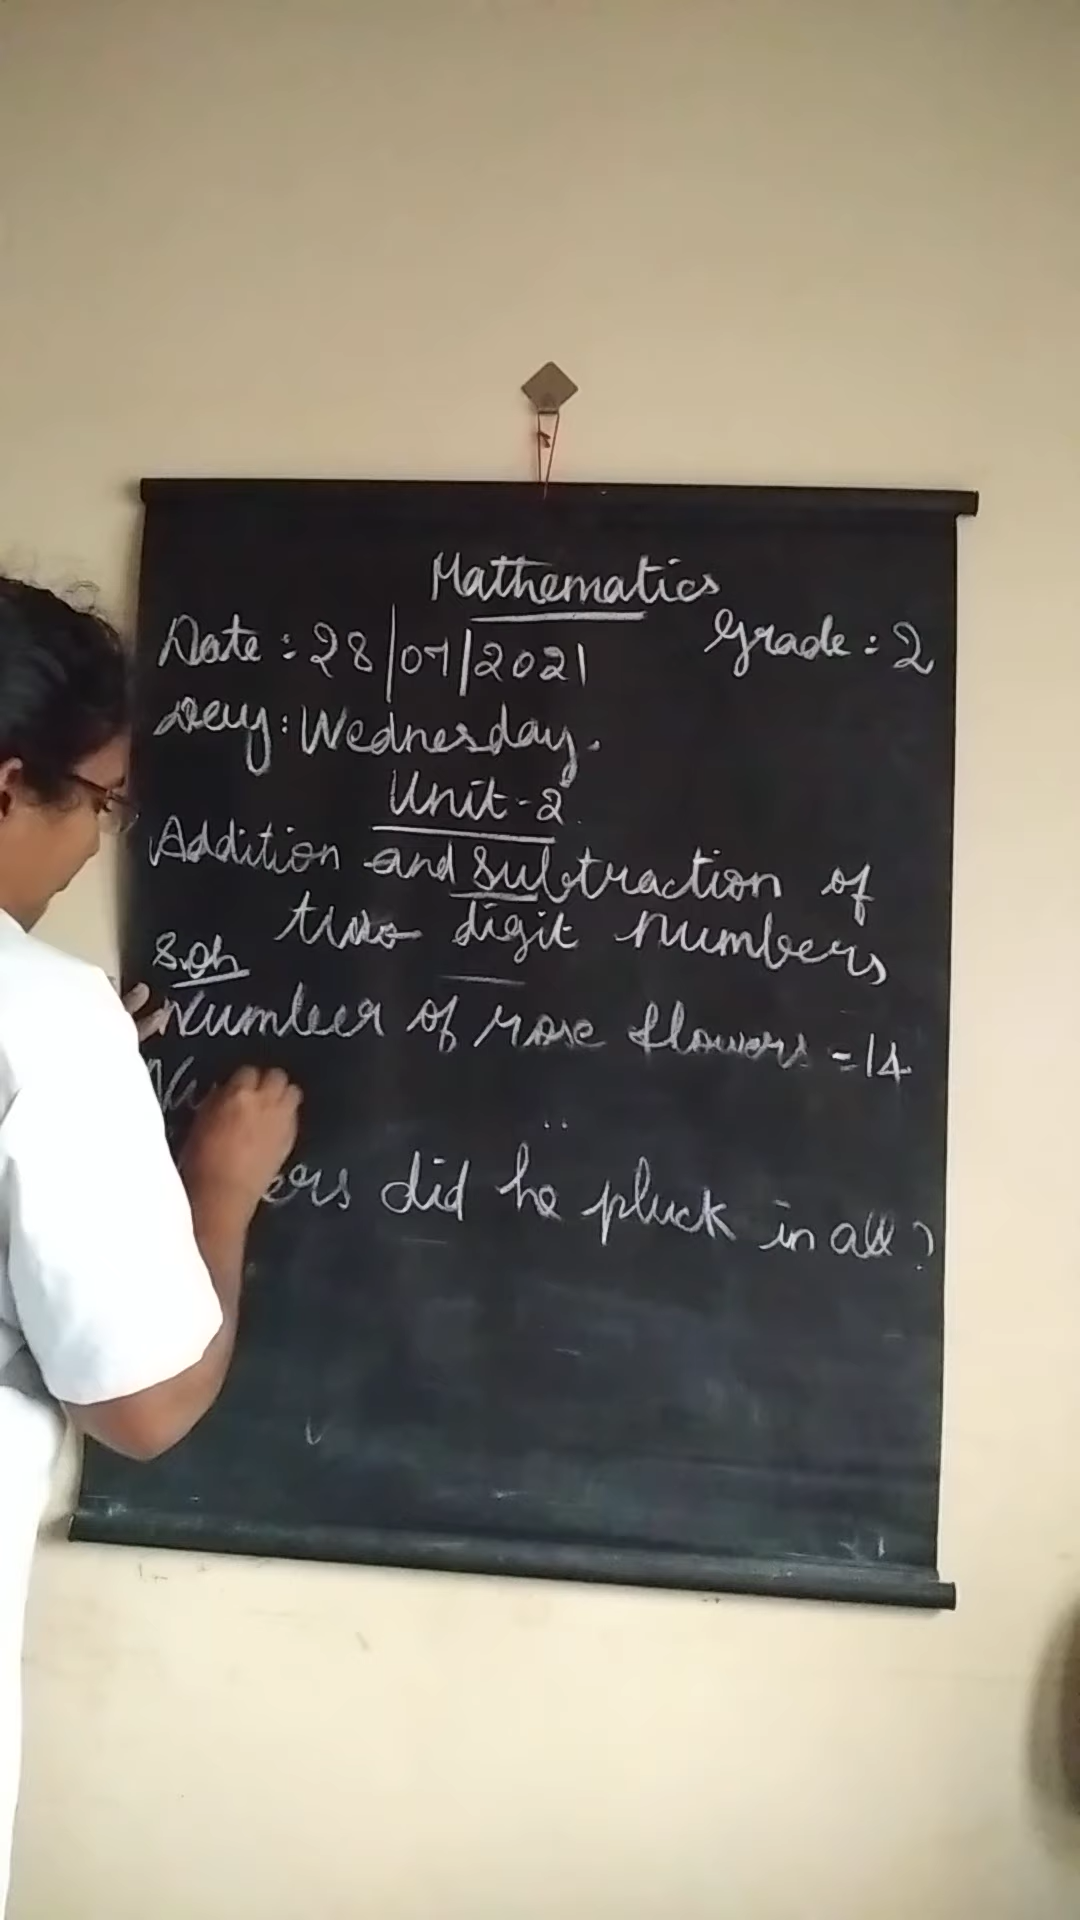 Mathematics
Date : 28/07/2021 Grade : 2
Day : Wednesday.
Unit-2
Addition and Subtraction of
two digit numbers
Soln
Number of rose flowers = 14
ers did he pluck in all ?